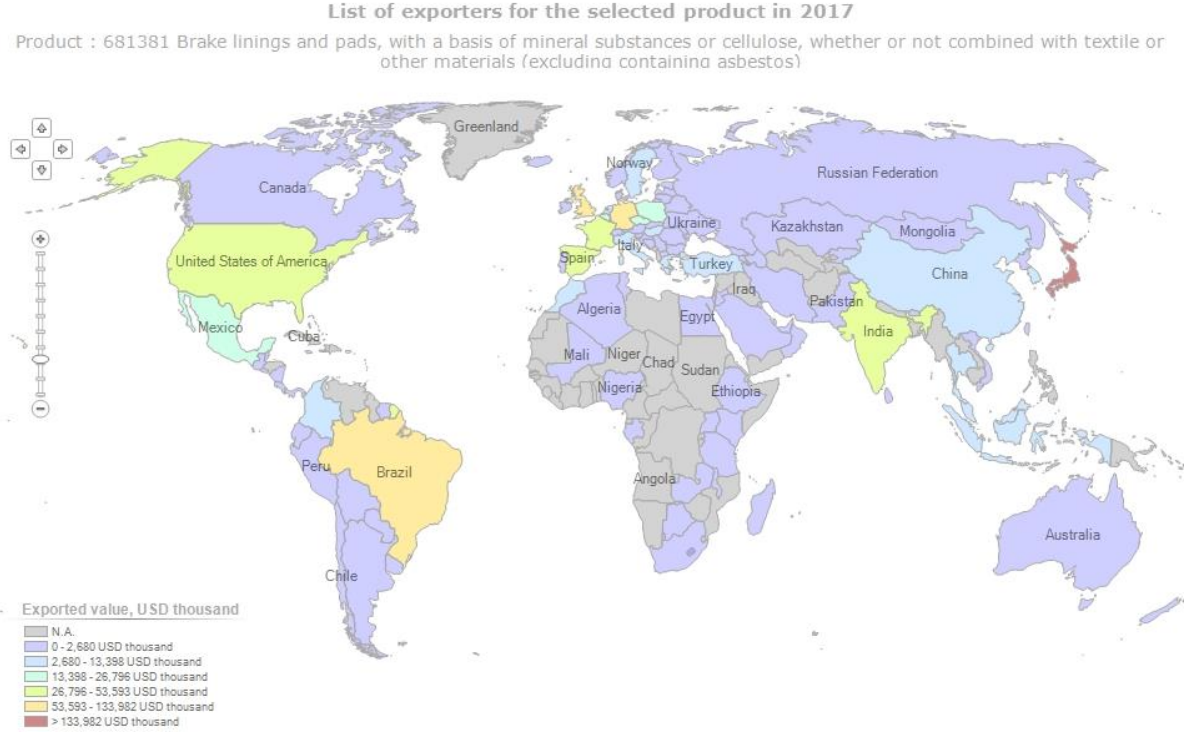 List of exporters for the selected product in 2017
Product : 681381 Brake linings and pads, with a basis of mineral substances or cellulose, whether or not combined with textile or
other materials (excluding containing asbestos)
Greenland
Norway
Russian Federation
Canada
Ukraine
Kazakhstan
Mongolia
Italy
Spain
United States of America
Turkey
China
Iraq
Pakistan
Algeria
Egypt
Mexico
Cuba
India
Mali
Niger
Chad
Sudan
Nigeria
Ethiopia
Peru
Brazil
Angola
Australia
Chile
Exported value, USD thousand
N.A.
0 - 2,680 USD thousand
2,680 - 13,398 USD thousand
13,398 - 26,796 USD thousand
26,796 - 53,593 USD thousand
53,593 - 133,982 USD thousand
> 133,982 USD thousand